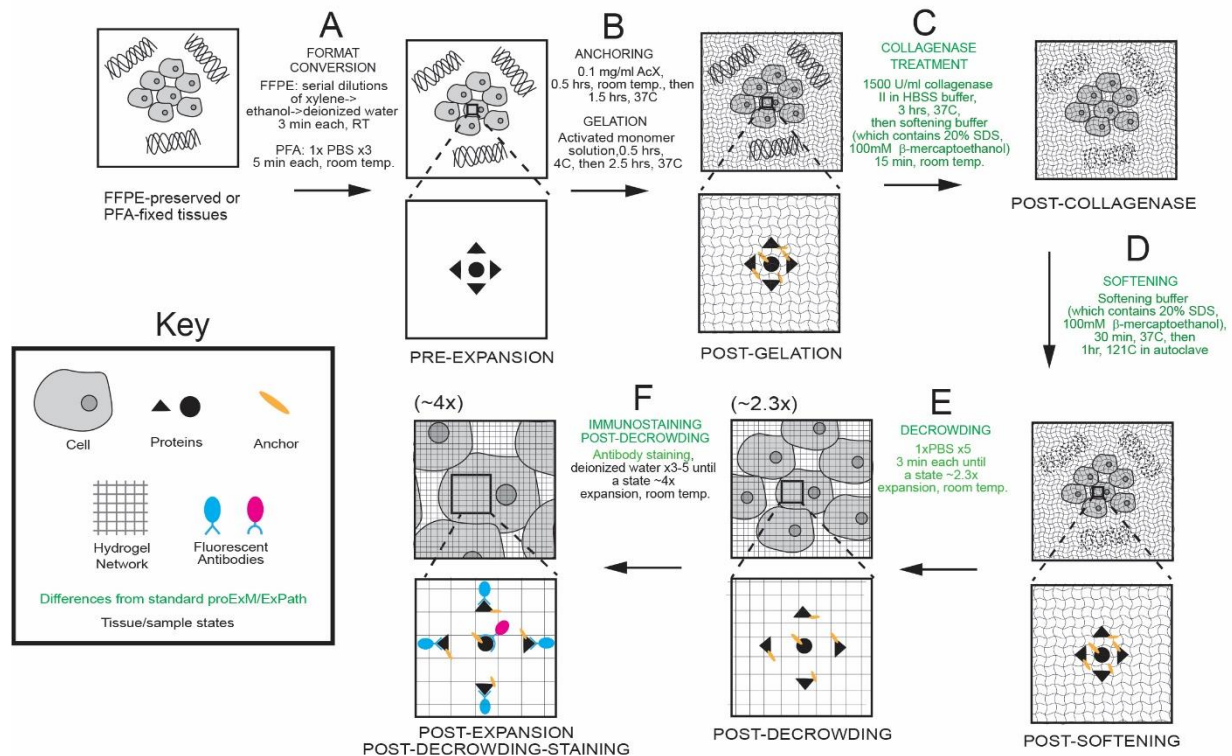 A
FORMAT
CONVERSION
FFPE: serial dilutions
of xylene->
ethanol->deionized water
3 min each, RT
PFA: 1x PBS x3
5 min each, room temp.
FFPE-preserved or
PFA-fixed tissues
B
ANCHORING
0.1 mg/ml AcX,
0.5 hrs, room temp., then
1.5 hrs, 37C
GELATION
Activated monomer
solution,0.5 hrs,
4C, then 2.5 hrs, 37C
PRE-EXPANSION
C
COLLAGENASE
TREATMENT
1500 U/ml collagenase
II in HBSS buffer,
3 hrs, 37C,
then softening buffer
(which contains 20% SDS,
100mM β-mercaptoethanol)
15 min, room temp.
POST-GELATION
POST-COLLAGENASE
D
SOFTENING
Softening buffer
(which contains 20% SDS,
100mM β-mercaptoethanol),
30 min, 37C, then
1hr, 121C in autoclave
POST-SOFTENING
E
DECROWDING
1xPBS x5
3 min each until
a state ~2.3x
expansion, room temp.
(~2.3x)
POST-DECROWDING
F
IMMUNOSTAINING
POST-DECROWDING
Antibody staining,
deionized water x3-5 until
a state ~4x
expansion, room temp.
(~4x)
POST-EXPANSION
POST-DECROWDING-STAINING
Key
Cell
Proteins
Anchor
Hydrogel
Network
Fluorescent
Antibodies
Differences from standard proExM/ExPath
Tissue/sample states